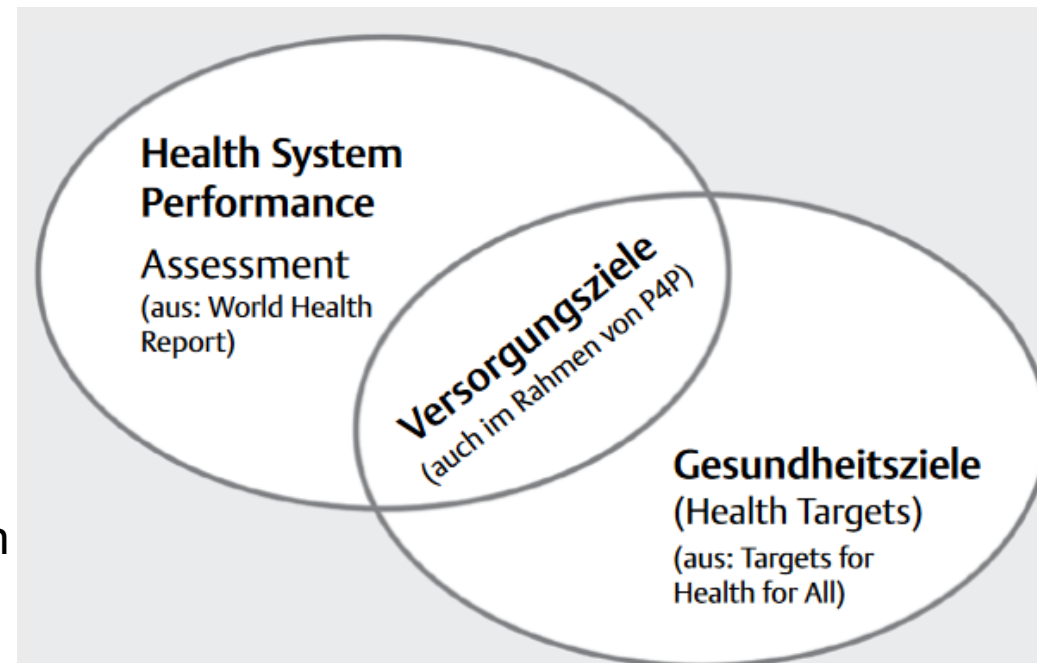 Health System
Performance
Assessment
(aus: World Health
Report)
Versorgungsziele
(auch im Rahmen von P4P)
n
Gesundheitsziele
(Health Targets)
(aus: Targets for
Health for All)